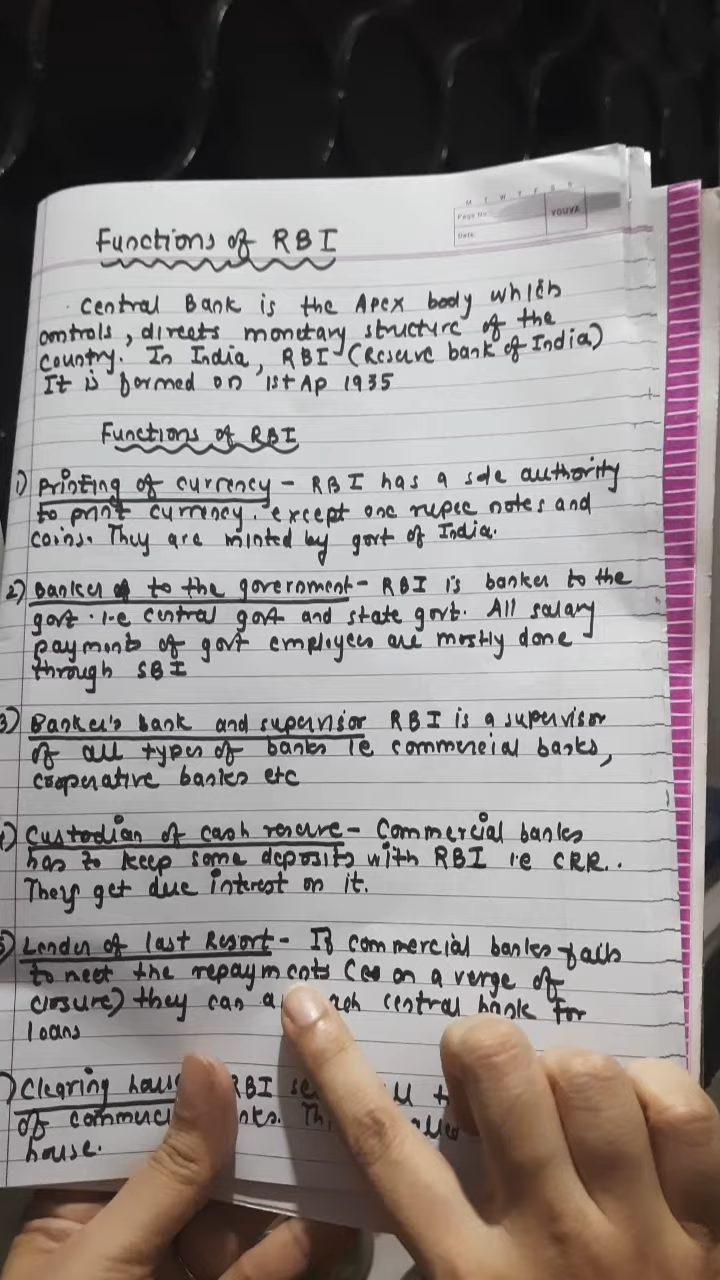 M T W T F S S
Page No.
YOUVA
Date:
Functions of RBI
Central Bank is the Apex body which
controls, directs monetary structure of the
country. In India, RBI (Reserve bank of India)
It is formed on 1st Ap 1935
Functions of RBI
1) Printing of currency - RBI has a sole authority
to print currency. except one rupee notes and
coins. They are minted by govt of India.
2) Banker to to the government - RBI is banker to the
govt. i.e central govt and state govt. All salary
payments of govt employees are mostly done
through SBI
3) Banker's bank and supervisor RBI is a supervisor
of all types of banks ie commercial banks,
cooperative banks etc
) Custodian of cash reserve - Commercial banks
has to keep some deposits with RBI ie CRR..
They get due interest on it.
5) Lender of last Resort - If commercial banks fails
to meet the repayments ( on a verge of
closure) they can central bank for
loans
) Clearing RBI
of
house.